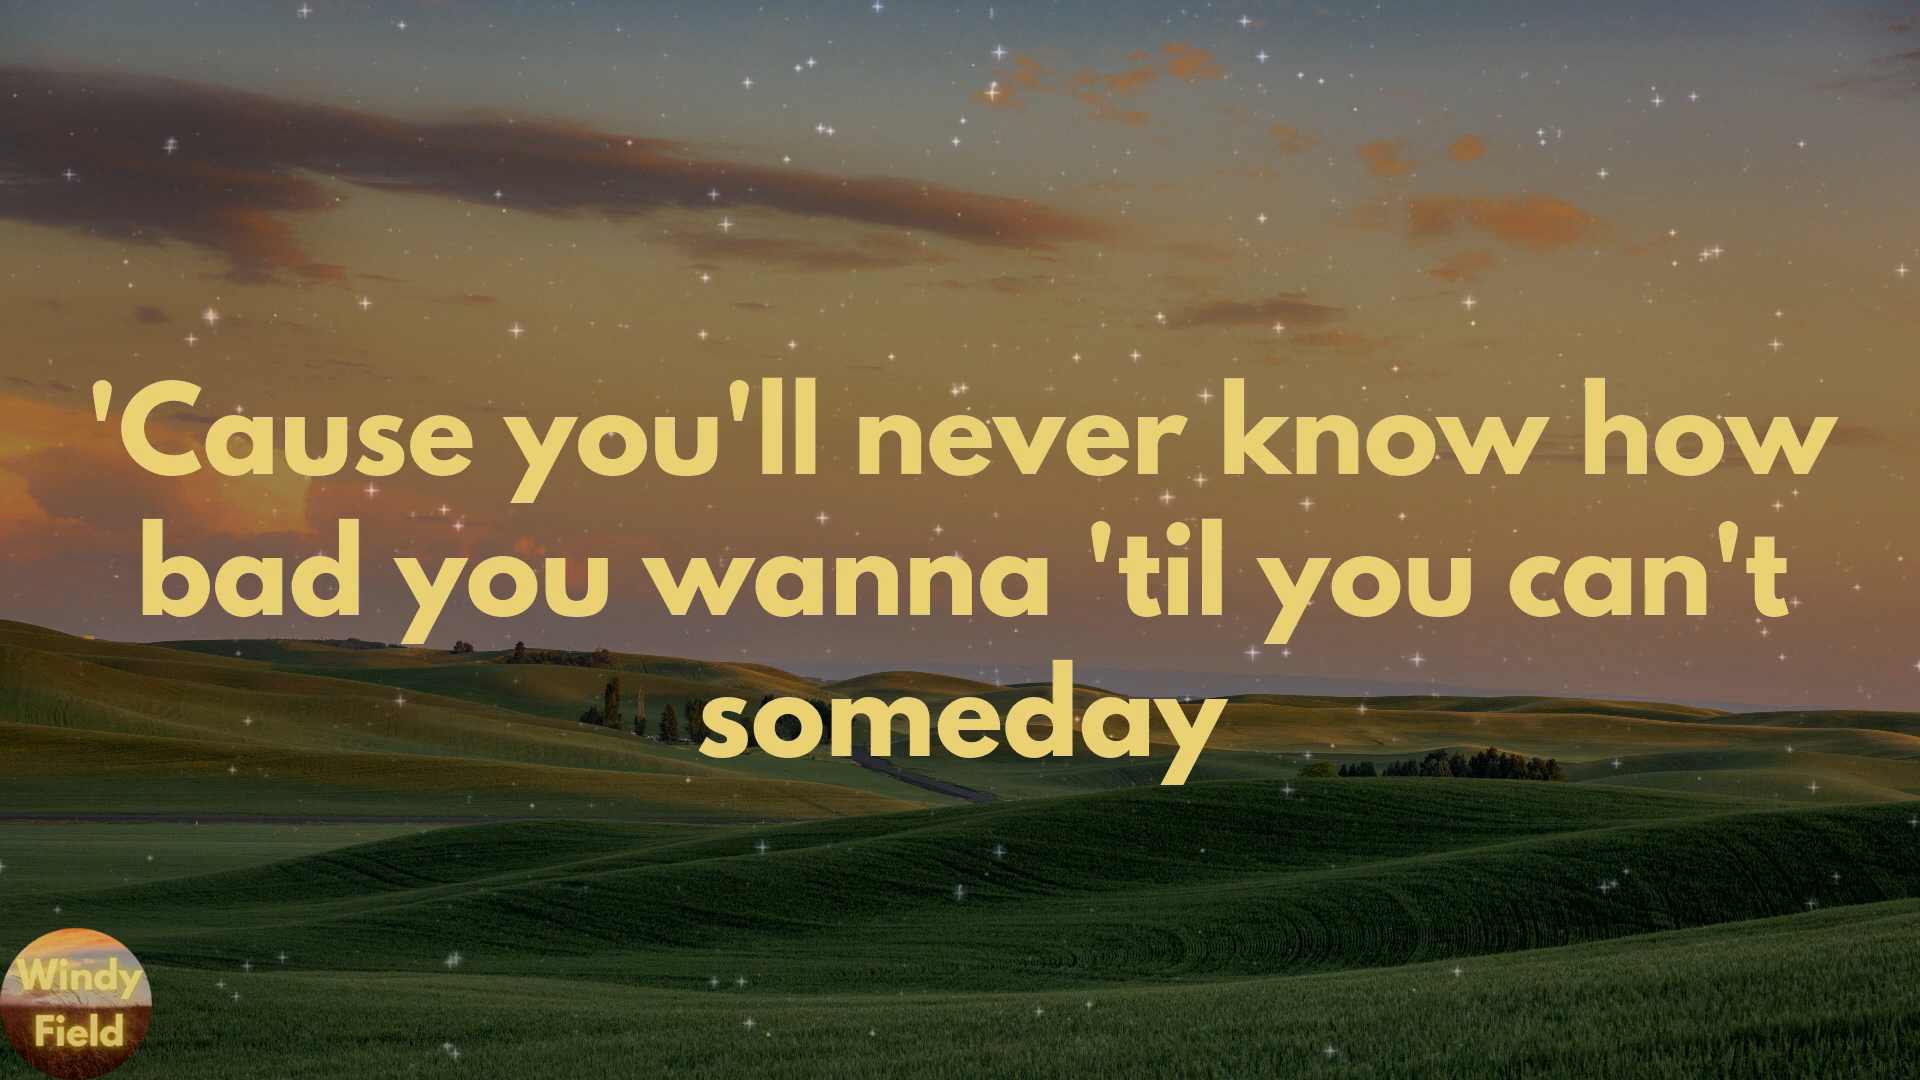 'Cause you'll never know how
bad you wanna 'til you can't
someday
Windy
Field